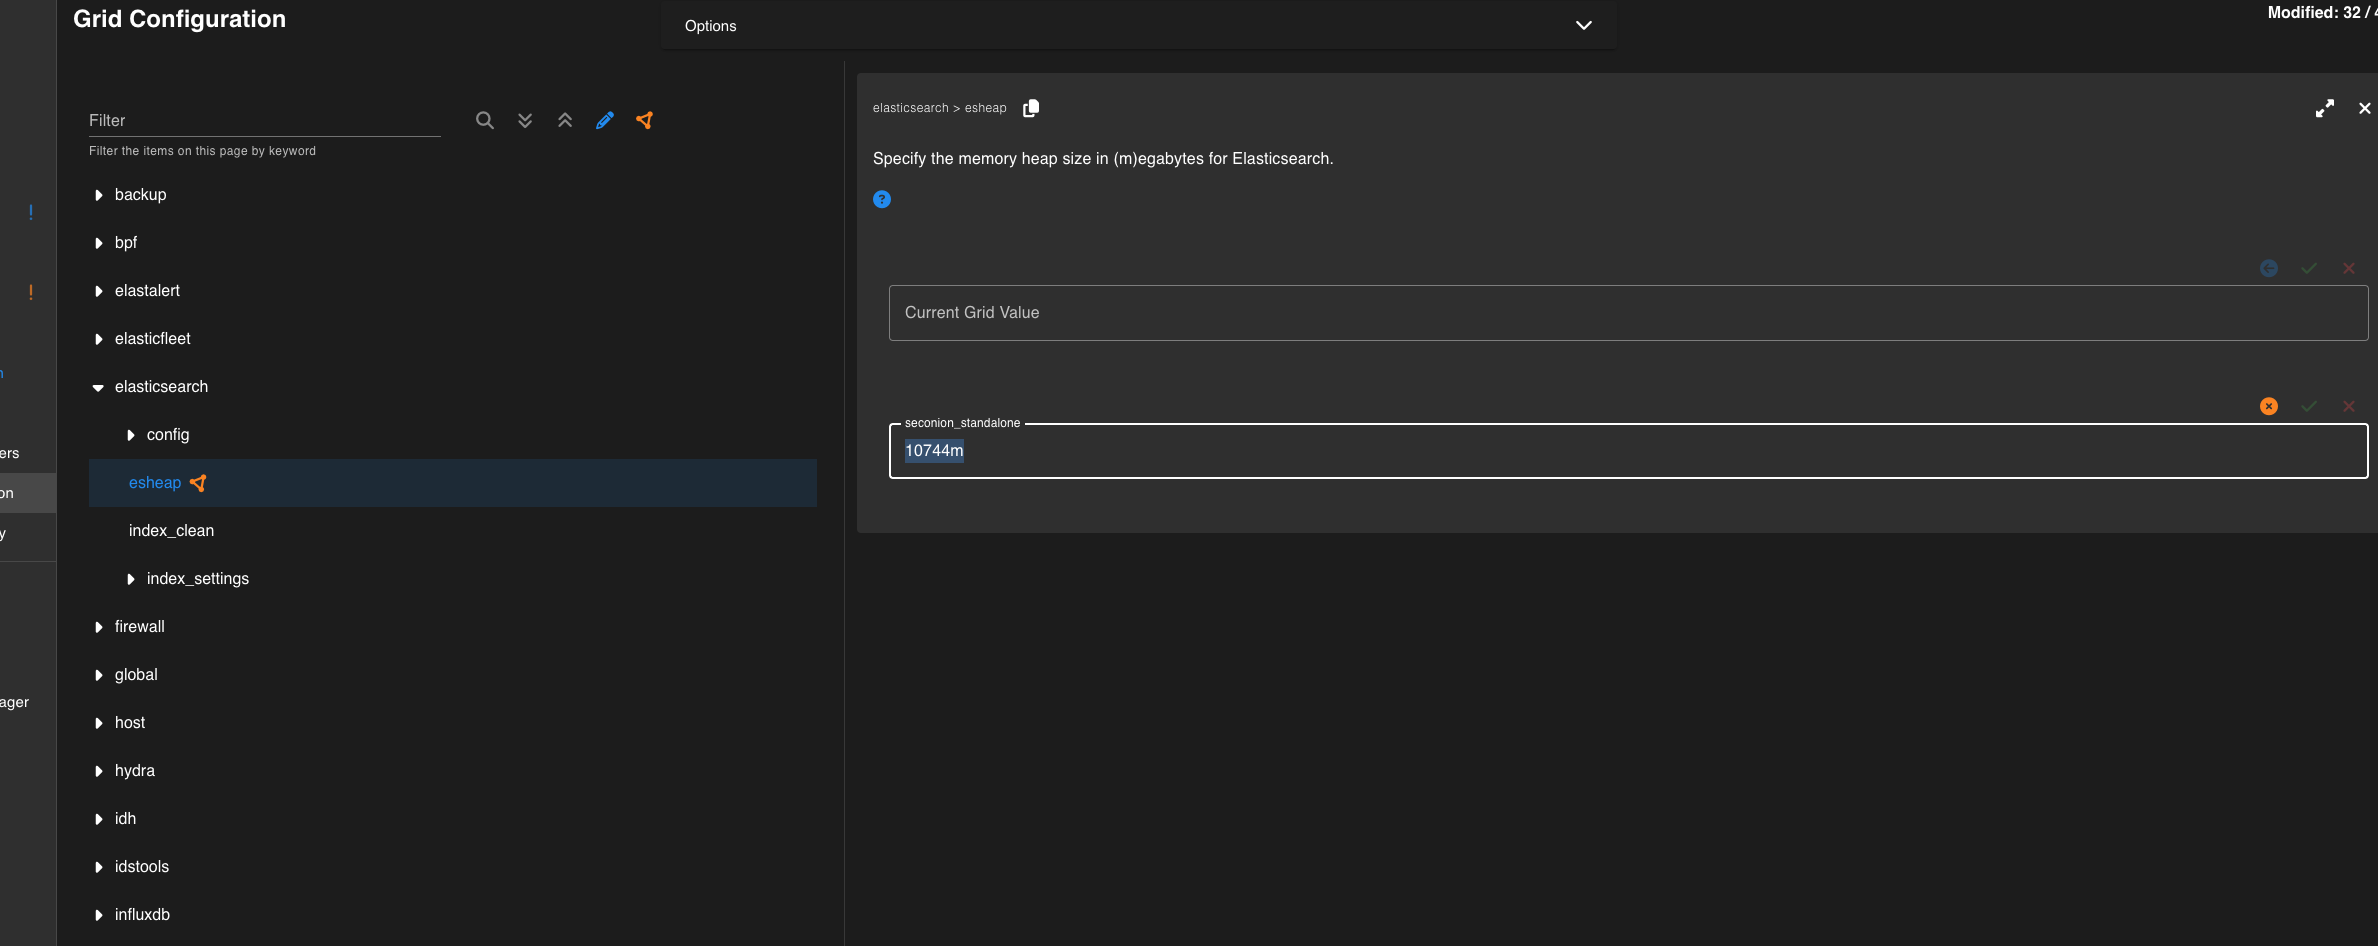 Grid Configuration
Options
Modified: 32 /
Filter
Filter the items on this page by keyword
backup
bpf
elastalert
elasticfleet
elasticsearch
config
esheap
index_clean
index_settings
firewall
global
host
hydra
idh
idstools
influxdb
elasticsearch > esheap
Specify the memory heap size in (m)egabytes for Elasticsearch.
?
Current Grid Value
seconion_standalone
10744m
!
!
ers
on
y
ager